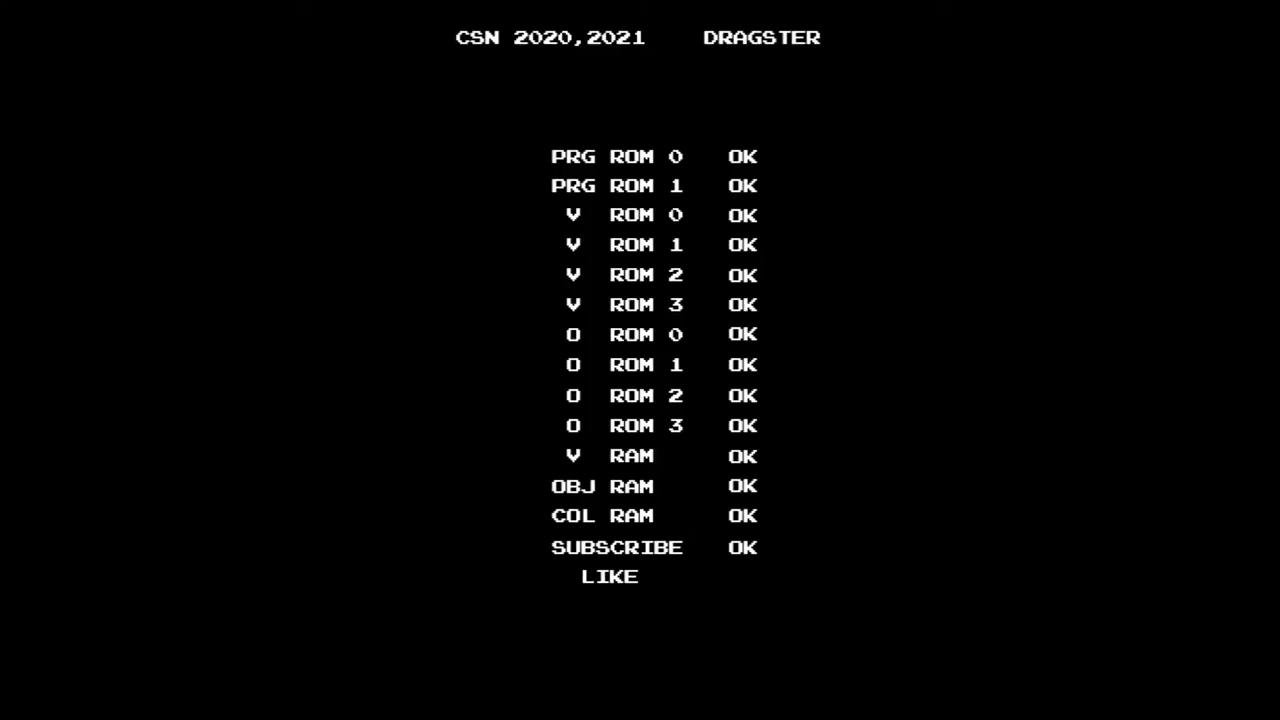 CSN 2020,2021 DRAGSTER
PRG ROM 0 OK
PRG ROM 1 OK
V ROM 0 OK
V ROM 1 OK
V ROM 2 OK
V ROM 3 OK
O ROM 0 OK
O ROM 1 OK
O ROM 2 OK
O ROM 3 OK
V RAM OK
OBJ RAM OK
COL RAM OK
SUBSCRIBE OK
LIKE